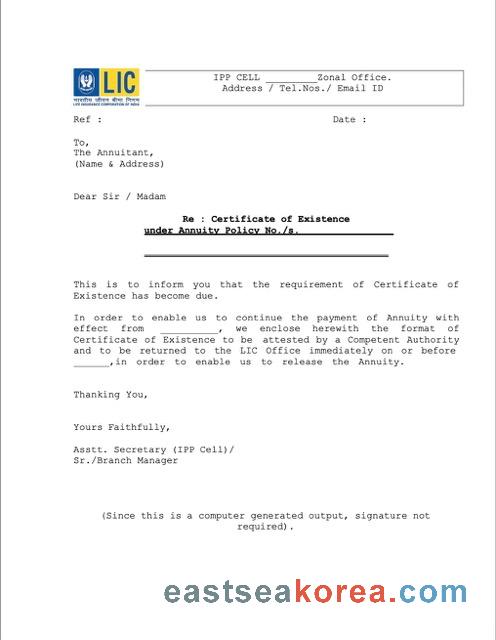 LIC
भारतीय जीवन बीमा निगम
LIFE INSURANCE CORPORATION OF INDIA
IPP CELL _________Zonal Office.
Address / Tel.Nos./ Email ID
Ref : Date :
To,
The Annuitant,
(Name & Address)
Dear Sir / Madam
Re : Certificate of Existence
under Annuity Policy No./s.________________
________________________________________
This is to inform you that the requirement of Certificate of
Existence has become due.
In order to enable us to continue the payment of Annuity with
effect from __________, we enclose herewith the format of
Certificate of Existence to be attested by a Competent Authority
and to be returned to the LIC Office immediately on or before
______,in order to enable us to release the Annuity.
Thanking You,
Yours Faithfully,
Asstt. Secretary (IPP Cell)/
Sr./Branch Manager
(Since this is a computer generated output, signature not
required).
eastseakorea.com